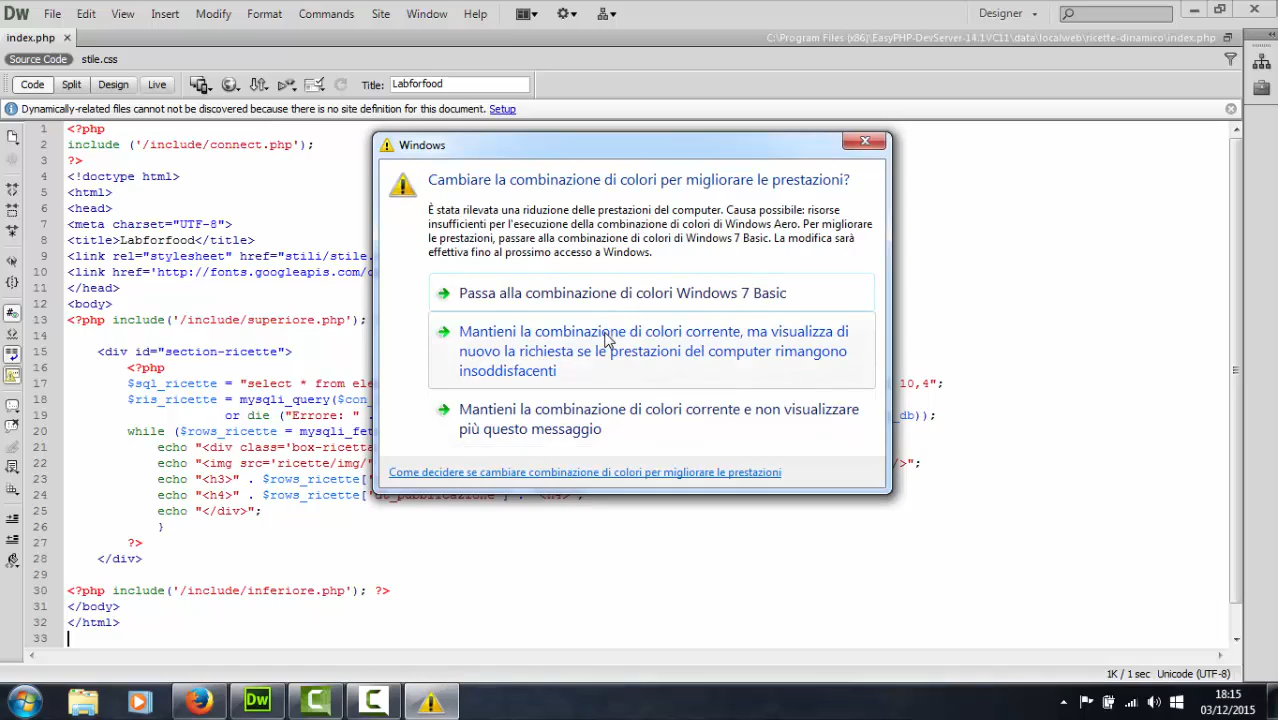 Dw File Edit View Insert Modify Format Commands Site Window Help Designer
index.php C:\Program Files (x86)\EasyPHP-DevServer-14.1VC11\data\localweb\ricette-dinamico\index.php
Source Code stile.css
Code Split Design Live Title: Labforfood
Dynamically-related files cannot not be discovered because there is no site definition for this document. Setup
1 <?php
2 include ('/include/connect.php');
3 ?>
4 <!doctype html>
5 <html>
6 <head>
7 <meta charset="UTF-8">
8 <title>Labforfood</title>
9 <link rel="stylesheet" href="stili/stile.
10 <link href='http://fonts.googleapis.com/c
11 </head>
12 <body>
13 <?php include('/include/superiore.php');
14
15 <div id="section-ricette">
16 <?php
17 $sql_ricette = "select * from ele 10,4";
18 $ris_ricette = mysqli_query($con_
19 or die ("Errore: " . _db));
20 while ($rows_ricette = mysqli_fet
21 echo "<div class='box-ricetta
22 echo "<img src='ricette/img/" />";
23 echo "<h3>" . $rows_ricette['
24 echo "<h4>" . $rows_ricette['dt_pubblicazione'] . "<h4>";
25 echo "</div>";
26 }
27 ?>
28 </div>
29
30 <?php include('/include/inferiore.php'); ?>
31 </body>
32 </html>
33
Windows
Cambiare la combinazione di colori per migliorare le prestazioni?
È stata rilevata una riduzione delle prestazioni del computer. Causa possibile: risorse
insufficienti per l'esecuzione della combinazione di colori di Windows Aero. Per migliorare
le prestazioni, passare alla combinazione di colori di Windows 7 Basic. La modifica sarà
effettiva fino al prossimo accesso a Windows.
Passa alla combinazione di colori Windows 7 Basic
Mantieni la combinazione di colori corrente, ma visualizza di
nuovo la richiesta se le prestazioni del computer rimangono
insoddisfacenti
Mantieni la combinazione di colori corrente e non visualizzare
più questo messaggio
Come decidere se cambiare combinazione di colori per migliorare le prestazioni
1K / 1 sec Unicode (UTF-8)
Dw
18:15
03/12/2015